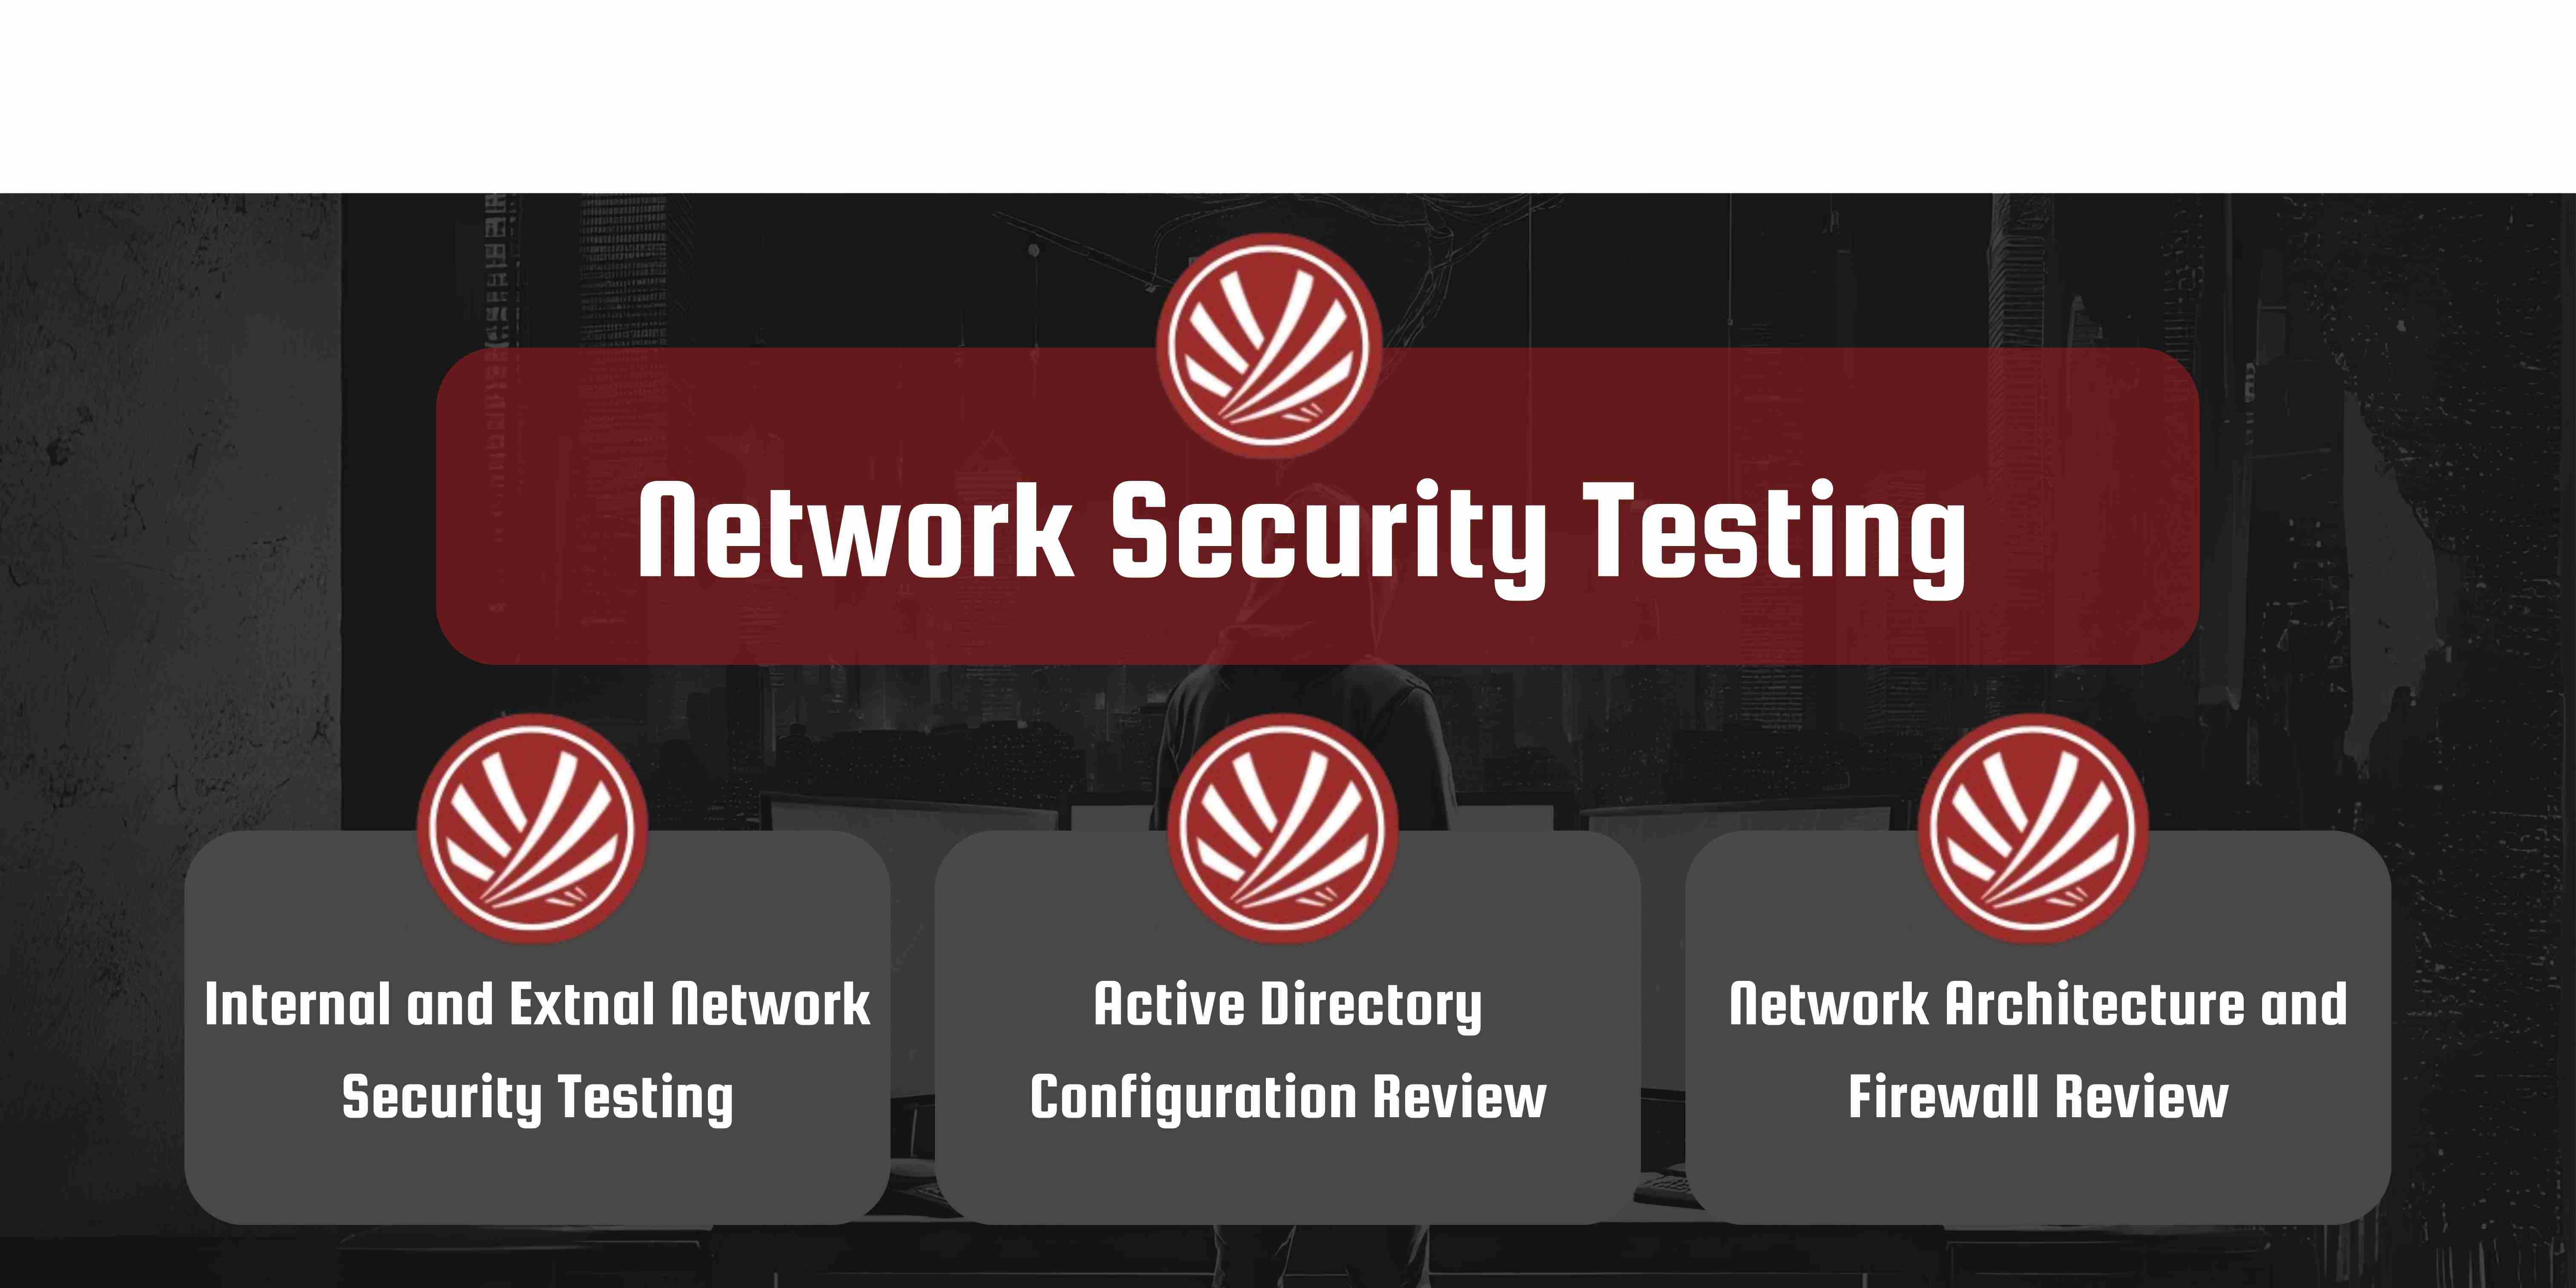 Network Security Testing
Internal and Extnal Network
Security Testing
Active Directory
Configuration Review
Network Architecture and
Firewall Review